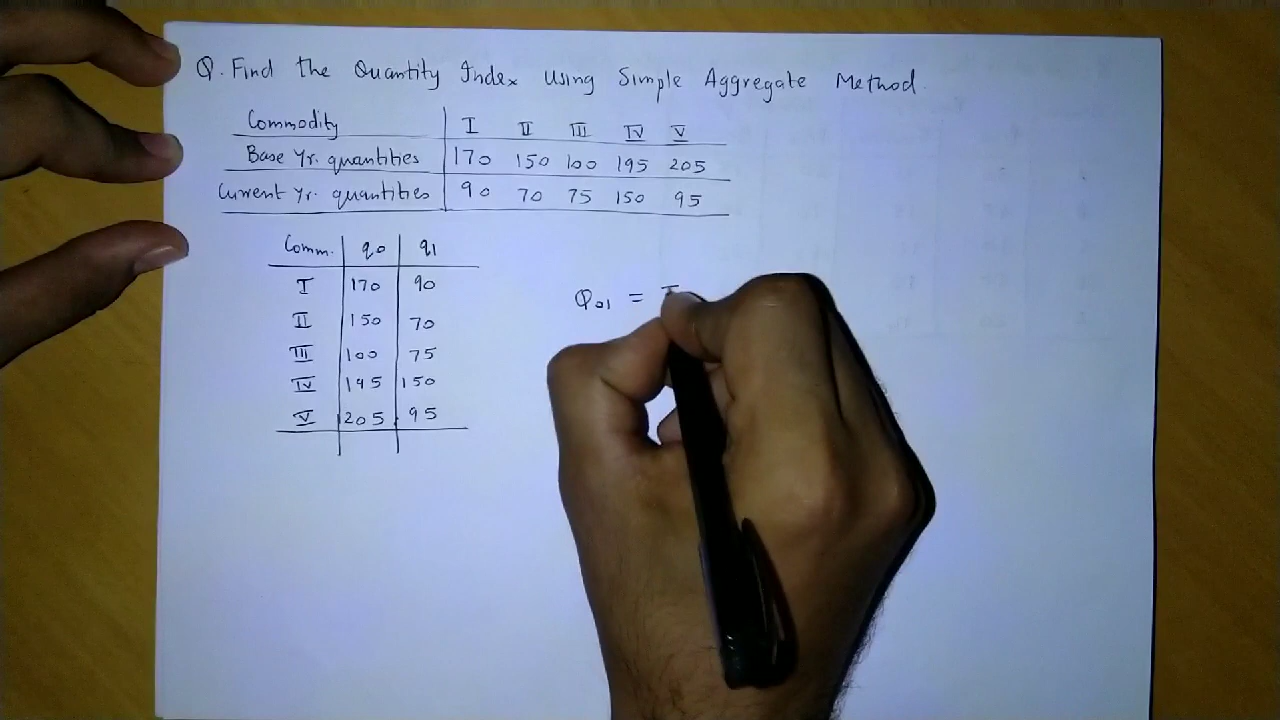 Q. Find the Quantity Index using Simple Aggregate Method.
Commodity I II III IV V
Base Yr. quantities 170 150 100 195 205
Current Yr. quantities 90 70 75 150 95
Comm. q0 q1
I 170 90
II 150 70
III 100 75
IV 195 150
V 205 95
Q01 =